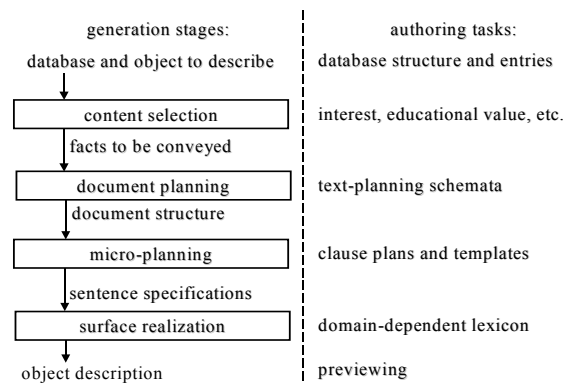 generation stages:
authoring tasks:
database and object to describe
database structure and entries
content selection
interest, educational value, etc.
facts to be conveyed
document planning
text-planning schemata
document structure
micro-planning
clause plans and templates
sentence specifications
surface realization
domain-dependent lexicon
object description
previewing